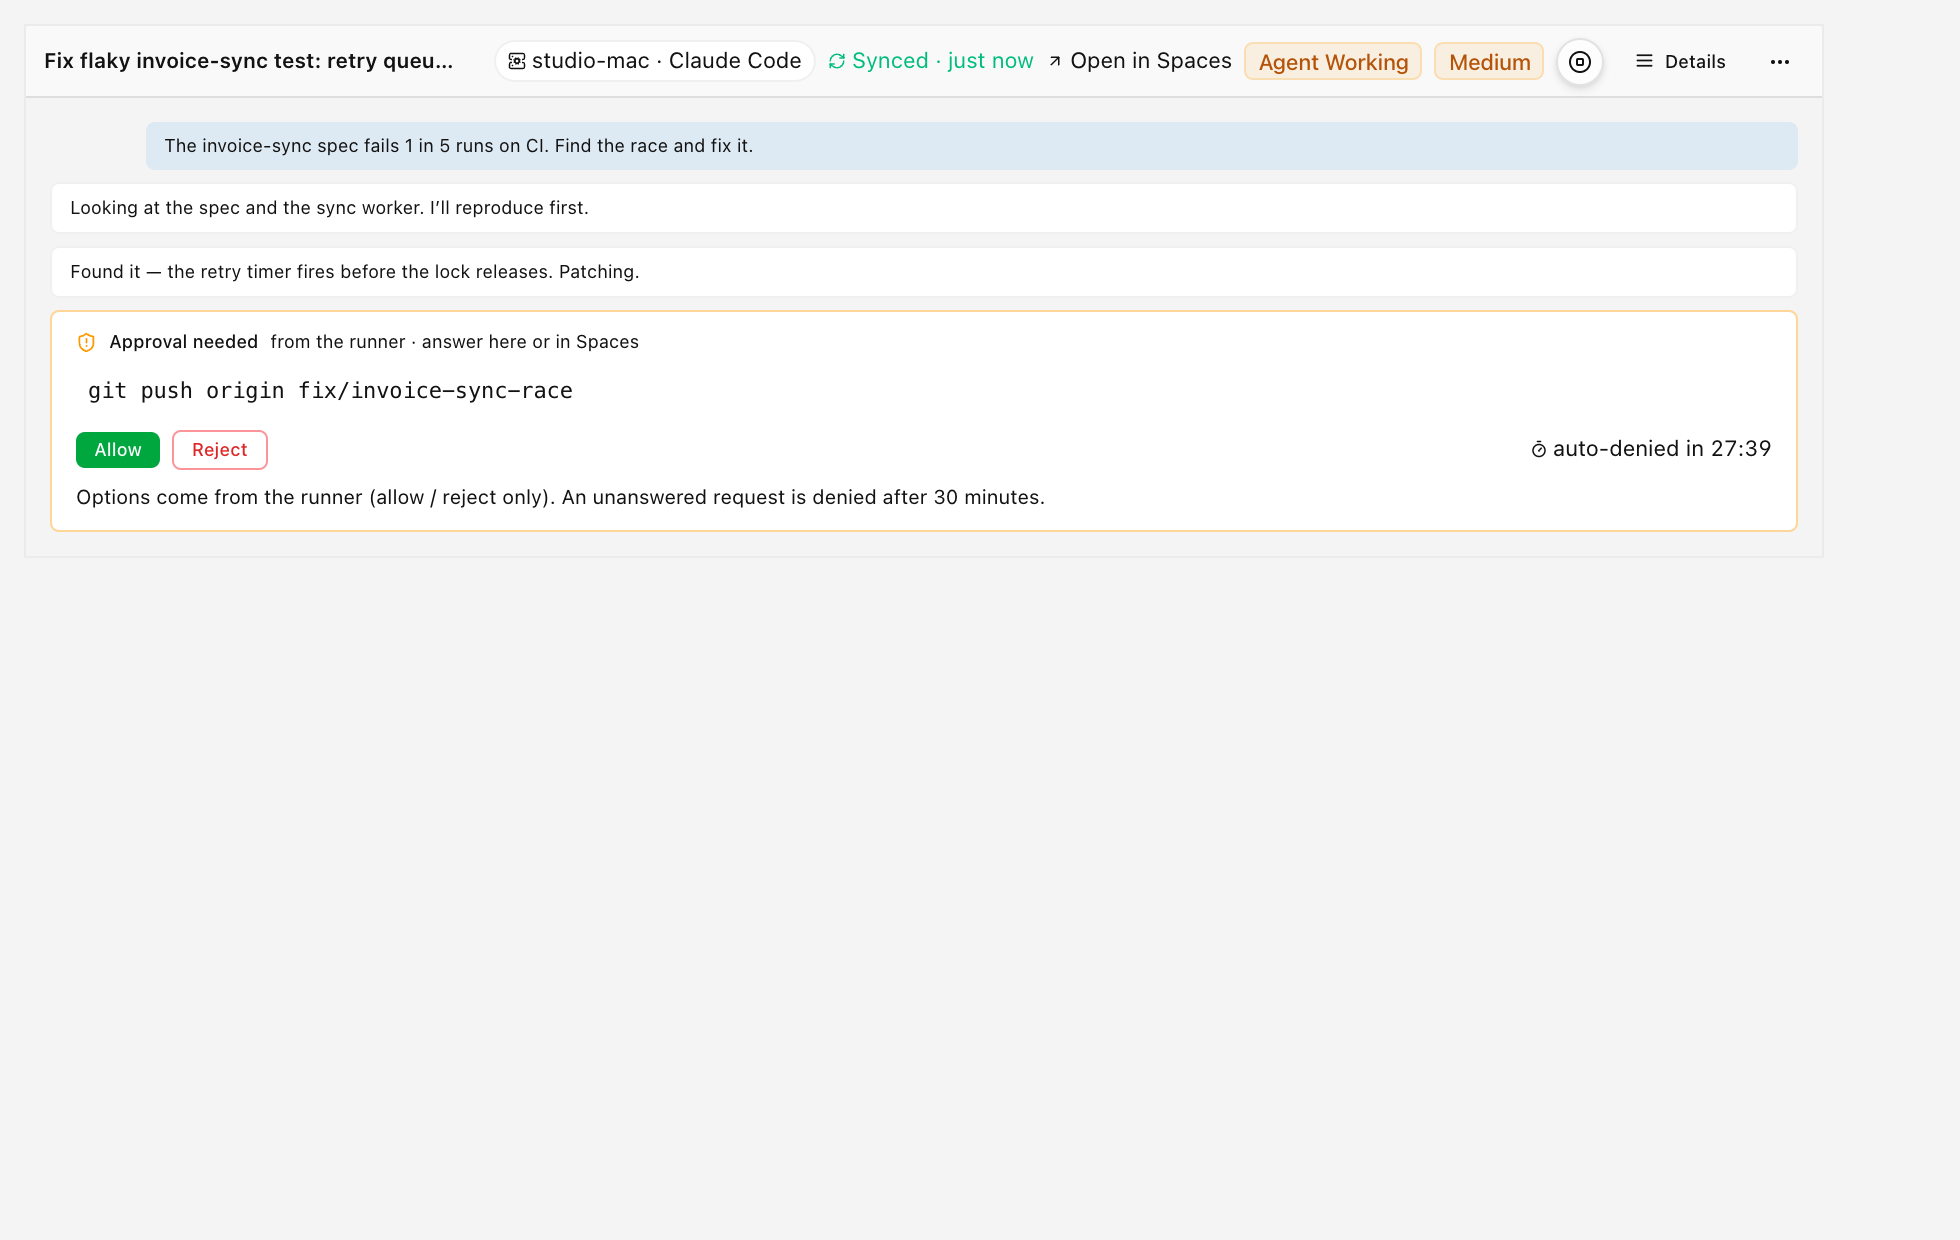 Fix flaky invoice-sync test: retry queu...
studio-mac · Claude Code
Synced · just now
Open in Spaces
Agent Working
Medium
Details
The invoice-sync spec fails 1 in 5 runs on CI. Find the race and fix it.
Looking at the spec and the sync worker. I’ll reproduce first.
Found it — the retry timer fires before the lock releases. Patching.
Approval needed from the runner · answer here or in Spaces
git push origin fix/invoice-sync-race
Allow
Reject
auto-denied in 27:39
Options come from the runner (allow / reject only). An unanswered request is denied after 30 minutes.